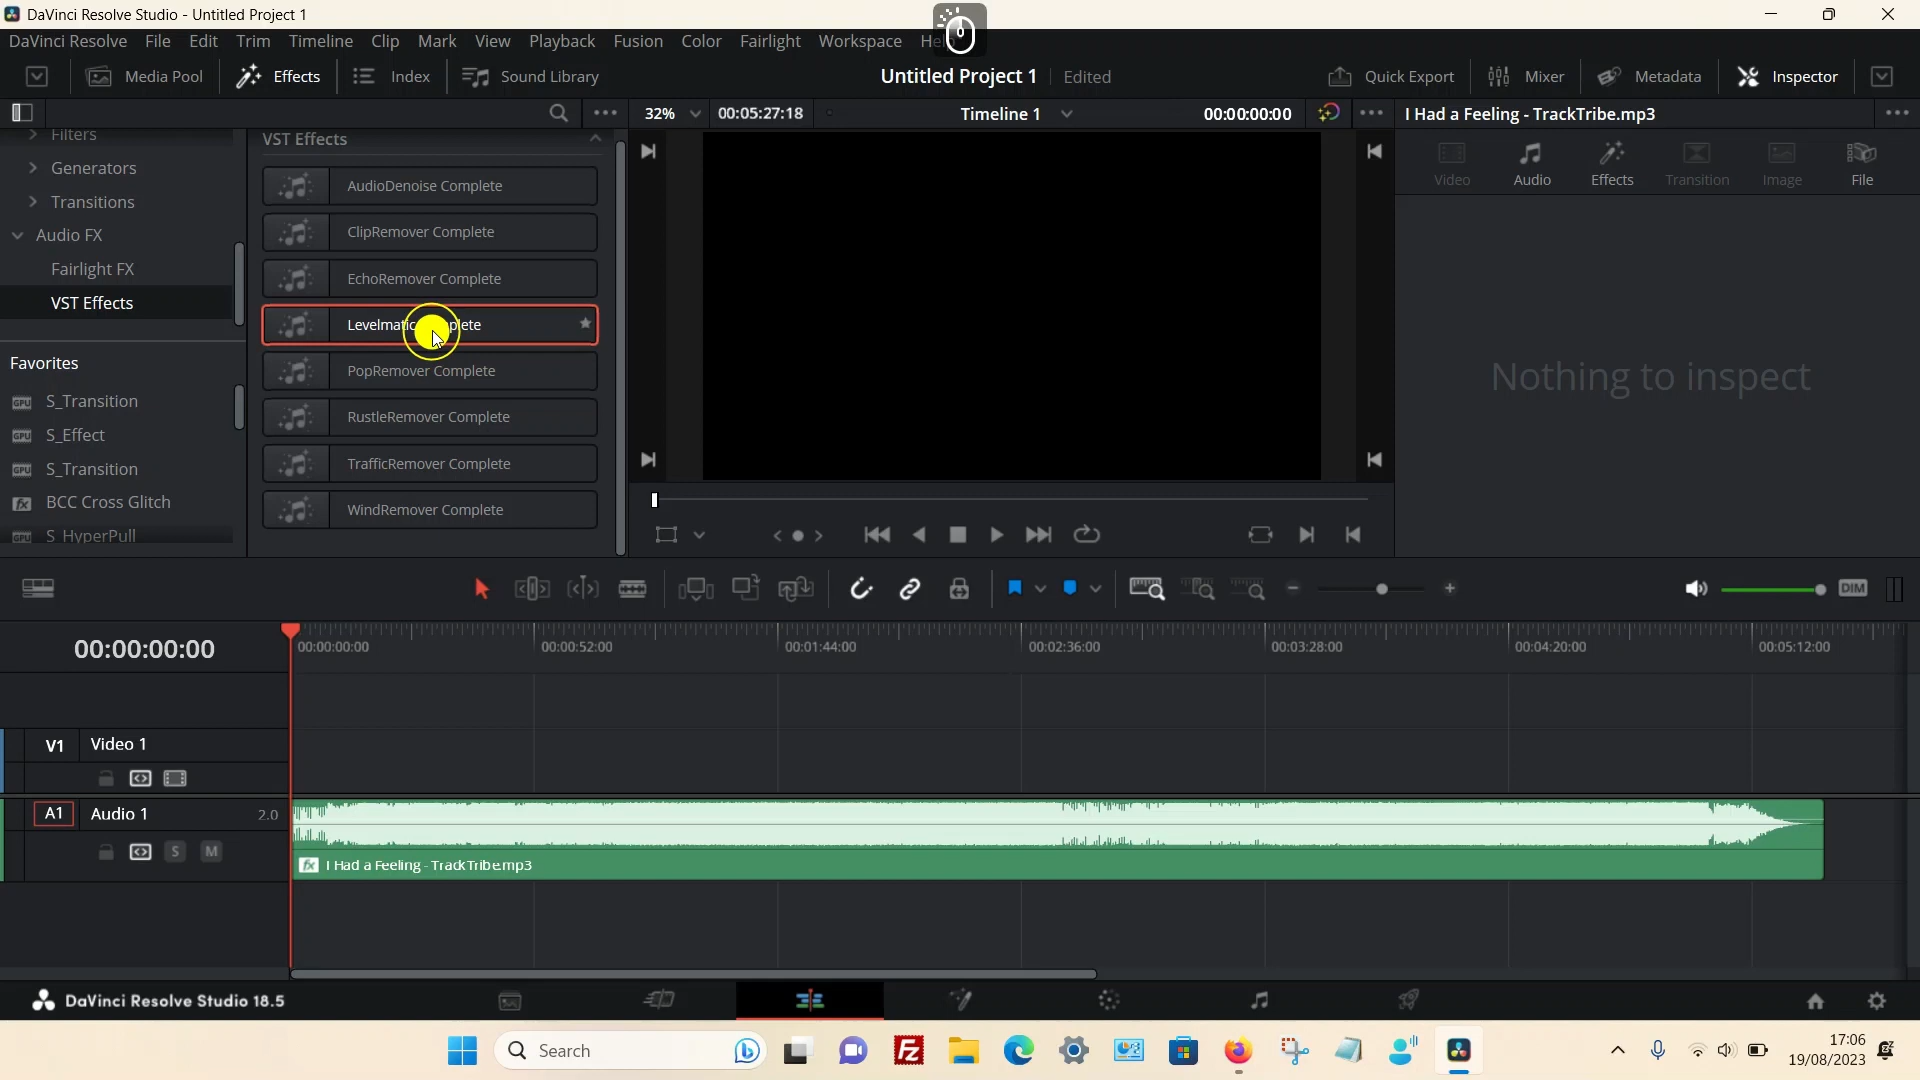 DaVinci Resolve Studio - Untitled Project 1
DaVinci Resolve File Edit Trim Timeline Clip Mark View Playback Fusion Color Fairlight Workspace
Media Pool Effects Index Sound Library Untitled Project 1 Edited Quick Export Mixer Metadata Inspector
32% 00:05:27:18 Timeline 1 00:00:00:00 I Had a Feeling - TrackTribe.mp3
Filters
Generators
Transitions
Audio FX
Fairlight FX
VST Effects
Favorites
S_Transition
S_Effect
S_Transition
BCC Cross Glitch
S_HyperPull
VST Effects
AudioDenoise Complete
ClipRemover Complete
EchoRemover Complete
Levelmatic
PopRemover Complete
RustleRemover Complete
TrafficRemover Complete
WindRemover Complete
Video Audio Effects Transition Image File
Nothing to inspect
DIM
00:00:00:00
00:00:00:00 00:00:52:00 00:01:44:00 00:02:36:00 00:03:28:00 00:04:20:00 00:05:12:00
V1 Video 1
A1 Audio 1 2.0
S M
fx I Had a Feeling - TrackTribe.mp3
DaVinci Resolve Studio 18.5
Search
17:06
19/08/2023